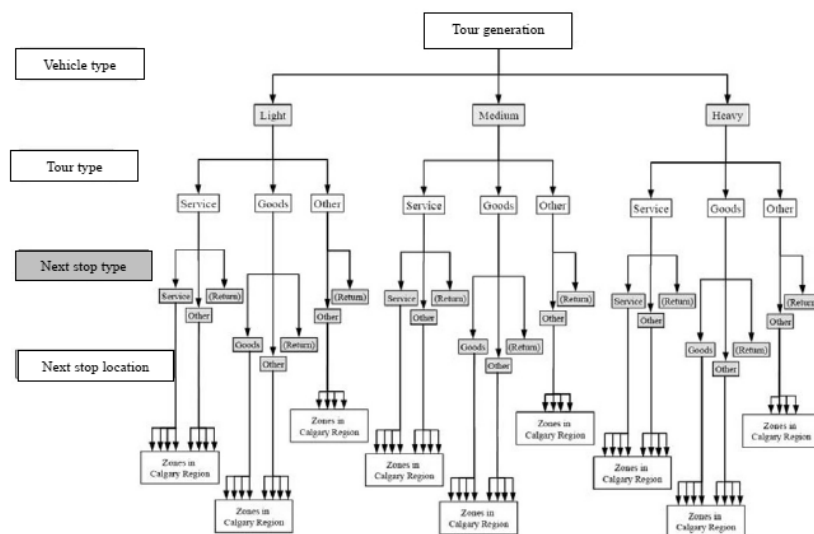 Tour generation
Vehicle type
Light
Medium
Heavy
Tour type
Service
Goods
Other
Service
Goods
Other
Service
Goods
Other
Next stop type
Service
(Return)
Other
(Return)
Other
Goods
(Return)
Other
Service
(Return)
Other
(Return)
Other
Goods
(Return)
Other
Service
(Return)
Other
(Return)
Other
Goods
(Return)
Other
Next stop location
Zones in
Calgary Region
Zones in
Calgary Region
Zones in
Calgary Region
Zones in
Calgary Region
Zones in
Calgary Region
Zones in
Calgary Region
Zones in
Calgary Region
Zones in
Calgary Region
Zones in
Calgary Region